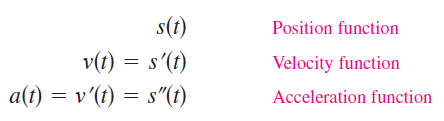 s(t) Position function
v(t) = s′(t) Velocity function
a(t) = v′(t) = s″(t) Acceleration function